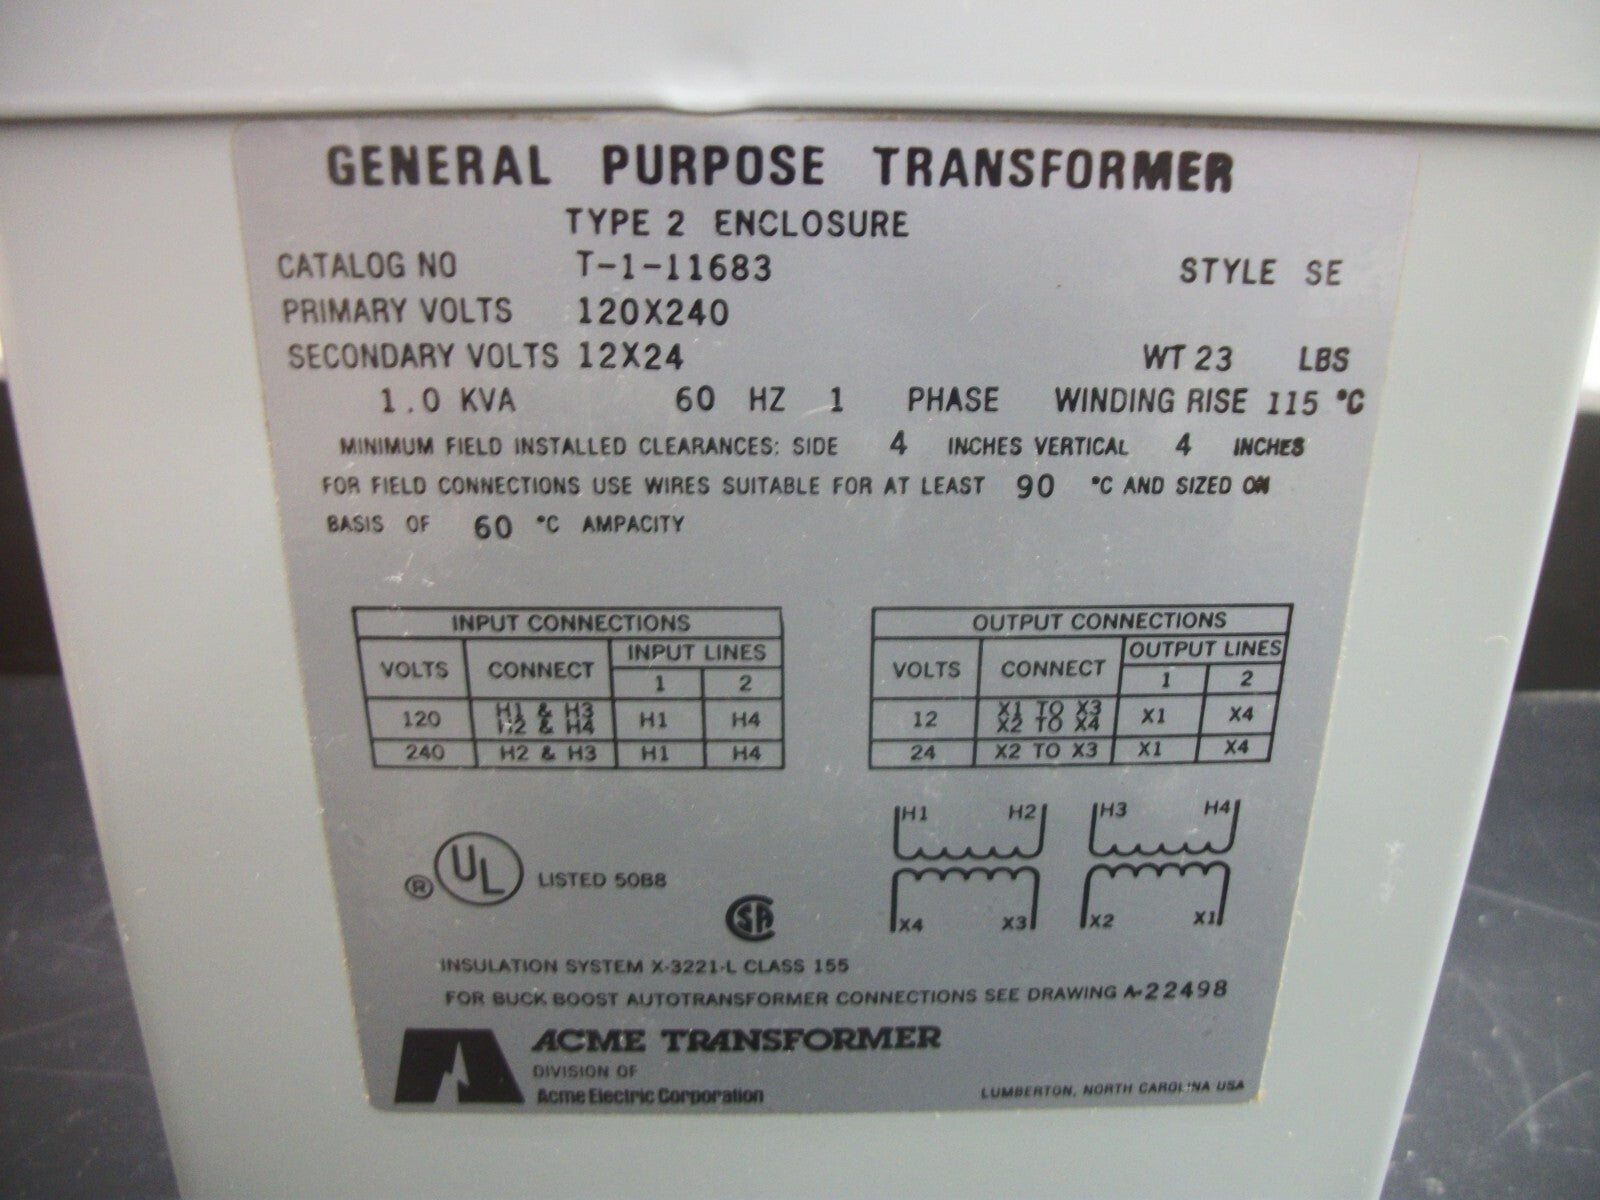 GENERAL PURPOSE TRANSFORMER
TYPE 2 ENCLOSURE
CATALOG NO T-1-11683 STYLE SE
PRIMARY VOLTS 120X240
SECONDARY VOLTS 12X24 WT 23 LBS
1.0 KVA 60 HZ 1 PHASE WINDING RISE 115 °C
MINIMUM FIELD INSTALLED CLEARANCES: SIDE 4 INCHES VERTICAL 4 INCHES
FOR FIELD CONNECTIONS USE WIRES SUITABLE FOR AT LEAST 90 °C AND SIZED ON
BASIS OF 60 °C AMPACITY
INPUT CONNECTIONS
VOLTS CONNECT INPUT LINES
1 2
120 H1 & H3 H1 H4
H2 & H4
240 H2 & H3 H1 H4
OUTPUT CONNECTIONS
VOLTS CONNECT OUTPUT LINES
1 2
12 X1 TO X3 X1 X4
X2 TO X4
24 X2 TO X3 X1 X4
H1 H2 H3 H4
X4 X3 X2 X1
® UL LISTED 50B8
CSA
INSULATION SYSTEM X-3221-L CLASS 155
FOR BUCK BOOST AUTOTRANSFORMER CONNECTIONS SEE DRAWING A-22498
ACME TRANSFORMER
DIVISION OF
Acme Electric Corporation
LUMBERTON, NORTH CAROLINA USA